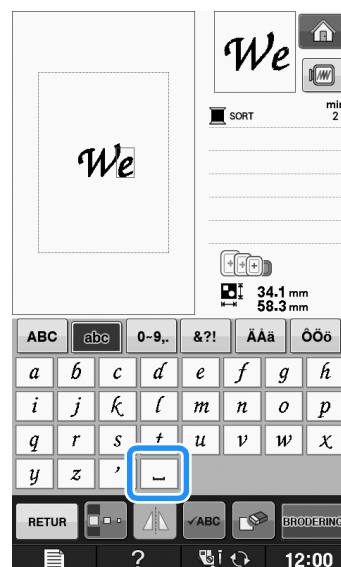 We
We
SORT
min
2
34.1 mm
58.3 mm
ABC abc 0~9,. &?! ÄÅä ÔÖö
a b c d e f g h
i j k l m n o p
q r s t u v w x
y z ’ ⎵
RETUR ✓ABC BRODERING
? 12:00